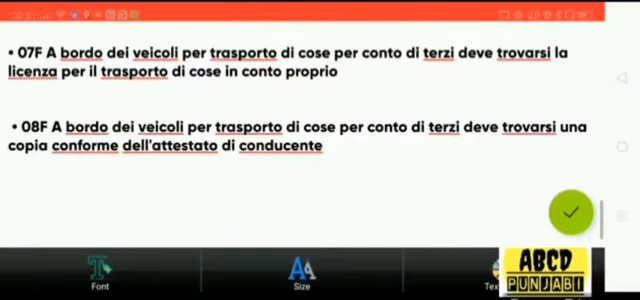 20:51
• 07F A bordo dei veicoli per trasporto di cose per conto di terzi deve trovarsi la
licenza per il trasporto di cose in conto proprio
• 08F A bordo dei veicoli per trasporto di cose per conto di terzi deve trovarsi una
copia conforme dell'attestato di conducente
Font
Size
ABCD
PUNJABI